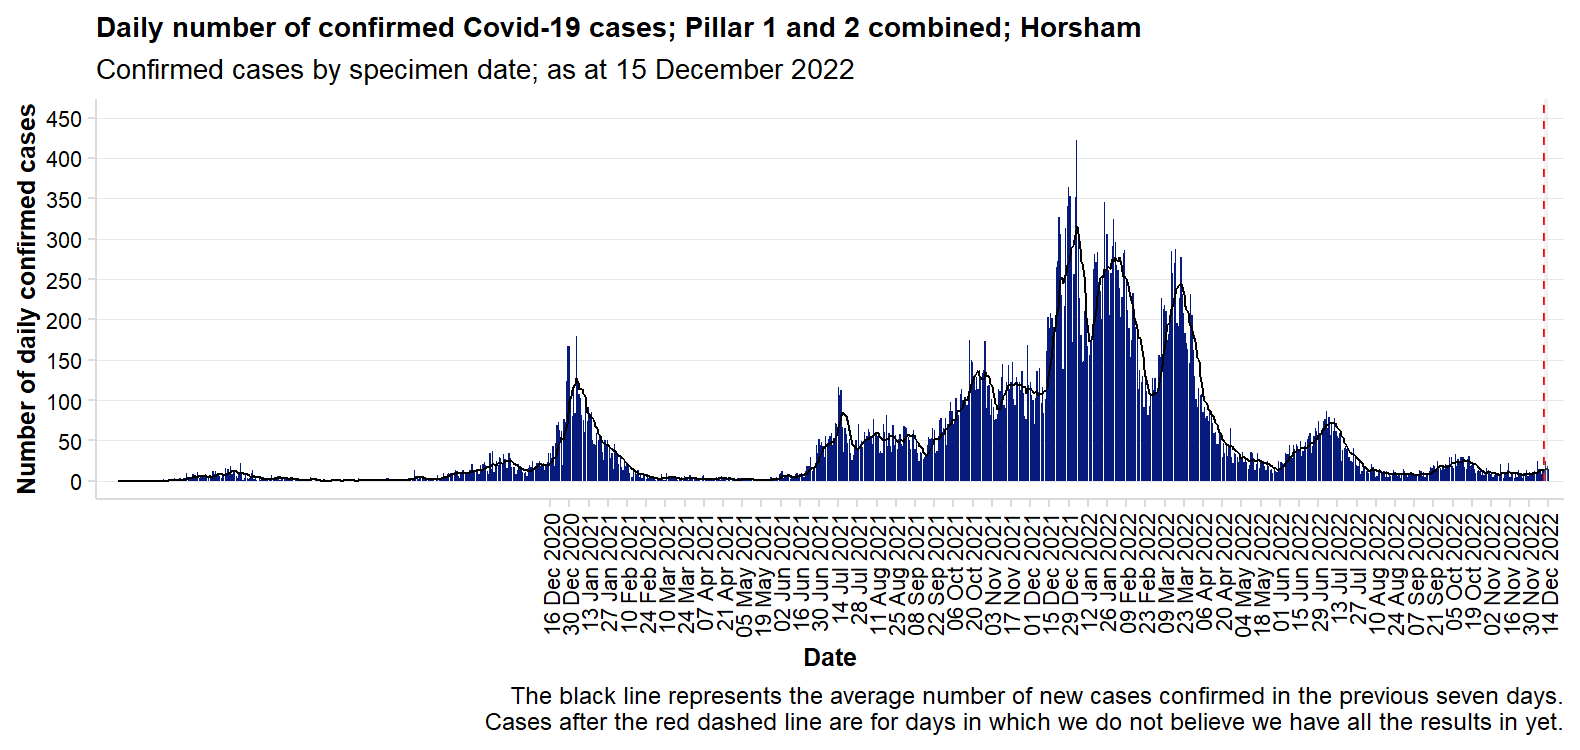 Daily number of confirmed Covid-19 cases; Pillar 1 and 2 combined; Horsham
Confirmed cases by specimen date; as at 15 December 2022
Number of daily confirmed cases
450
400
350
300
250
200
150
100
50
0
16 Dec 2020
30 Dec 2020
13 Jan 2021
27 Jan 2021
10 Feb 2021
24 Feb 2021
10 Mar 2021
24 Mar 2021
07 Apr 2021
21 Apr 2021
05 May 2021
19 May 2021
02 Jun 2021
16 Jun 2021
30 Jun 2021
14 Jul 2021
28 Jul 2021
11 Aug 2021
25 Aug 2021
08 Sep 2021
22 Sep 2021
06 Oct 2021
20 Oct 2021
03 Nov 2021
17 Nov 2021
01 Dec 2021
15 Dec 2021
29 Dec 2021
12 Jan 2022
26 Jan 2022
09 Feb 2022
23 Feb 2022
09 Mar 2022
23 Mar 2022
06 Apr 2022
20 Apr 2022
04 May 2022
18 May 2022
01 Jun 2022
15 Jun 2022
29 Jun 2022
13 Jul 2022
27 Jul 2022
10 Aug 2022
24 Aug 2022
07 Sep 2022
21 Sep 2022
05 Oct 2022
19 Oct 2022
02 Nov 2022
16 Nov 2022
30 Nov 2022
14 Dec 2022
Date
The black line represents the average number of new cases confirmed in the previous seven days.
Cases after the red dashed line are for days in which we do not believe we have all the results in yet.